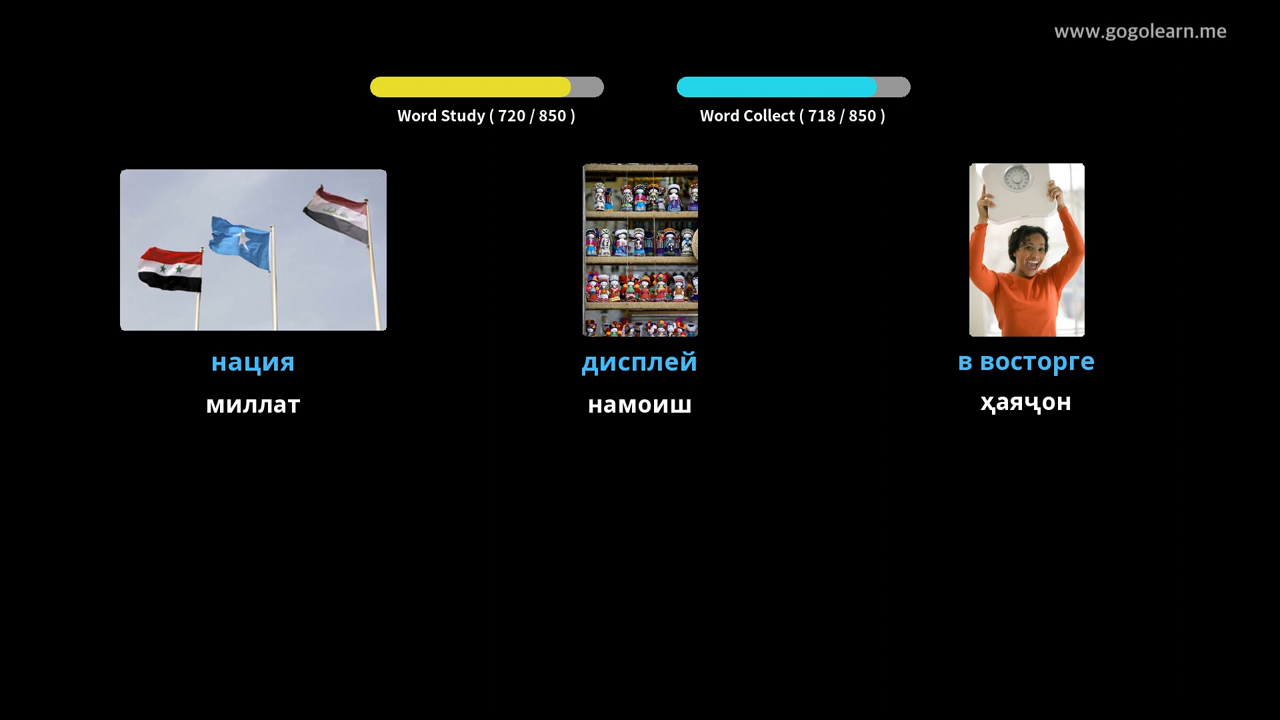 www.gogolearn.me
Word Study ( 720 / 850 )
Word Collect ( 718 / 850 )
нация
дисплей
в восторге
миллат
намоиш
ҳаяҷон